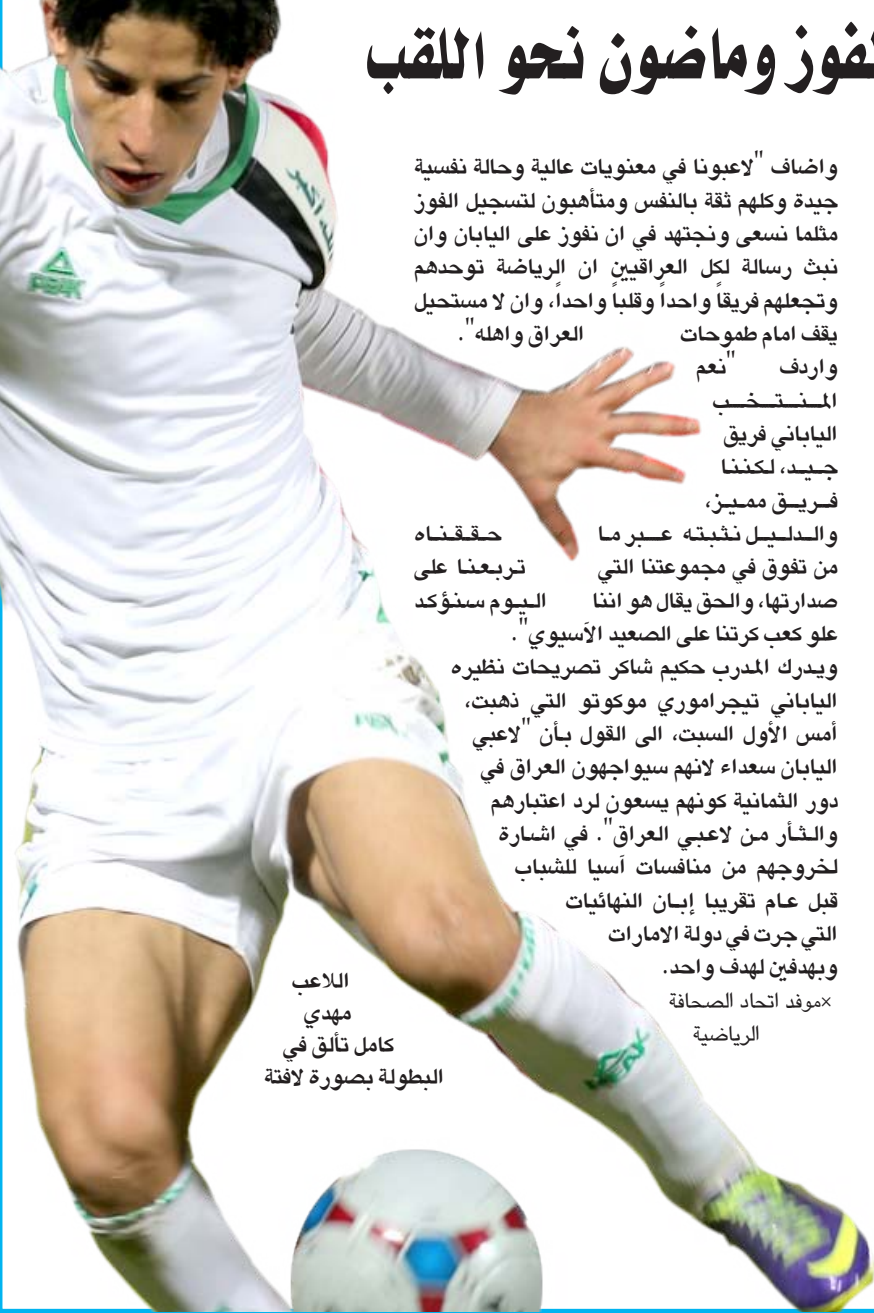 لفوز وماضون نحو اللقب
واضاف "لاعبونا في معنويات عالية وحالة نفسية
جيدة وكلهم ثقة بالنفس ومتأهبون لتسجيل الفوز
مثلما نسعى ونجتهد في ان نفوز على اليابان وان
نبث رسالة لكل العراقيين ان الرياضة توحدهم
وتجعلهم فريقاً واحداً وقلباً واحداً، وان لا مستحيل
يقف امام طموحات العراق واهله".
واردف "نعم
المنتخب
الياباني فريق
جيد، لكننا
فريق مميز،
والدليل نثبته عبر ما حققناه
من تفوق في مجموعتنا التي تربعنا على
صدارتها، والحق يقال هو اننا اليوم سنؤكد
علو كعب كرتنا على الصعيد الآسيوي".
ويدرك المدرب حكيم شاكر تصريحات نظيره
الياباني تيجراموري موكوتو التي ذهبت،
أمس الأول السبت، الى القول بأن "لاعبي
اليابان سعداء لانهم سيواجهون العراق في
دور الثمانية كونهم يسعون لرد اعتبارهم
والثأر من لاعبي العراق". في اشارة
لخروجهم من منافسات آسيا للشباب
قبل عام تقريبا إبان النهائيات
التي جرت في دولة الامارات
وبهدفين لهدف واحد.
×موفد اتحاد الصحافة
الرياضية
اللاعب
مهدي
كامل تألق في
البطولة بصورة لافتة
الله أكبر
PEAK
PEAK